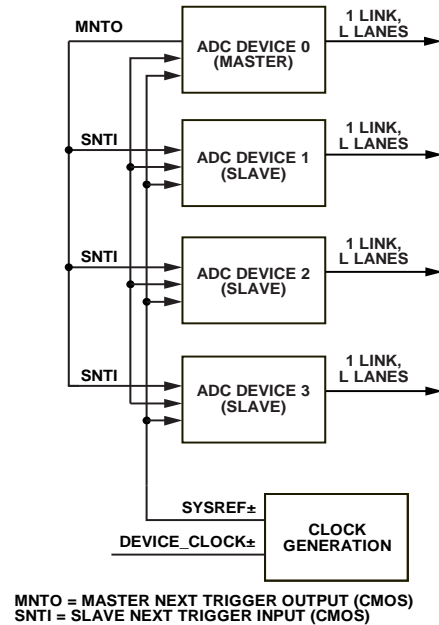 MNTO
ADC DEVICE 0
(MASTER)
1 LINK,
L LANES
SNTI
ADC DEVICE 1
(SLAVE)
1 LINK,
L LANES
SNTI
ADC DEVICE 2
(SLAVE)
1 LINK,
L LANES
SNTI
ADC DEVICE 3
(SLAVE)
1 LINK,
L LANES
SYSREF±
DEVICE_CLOCK±
CLOCK
GENERATION
MNTO = MASTER NEXT TRIGGER OUTPUT (CMOS)
SNTI = SLAVE NEXT TRIGGER INPUT (CMOS)